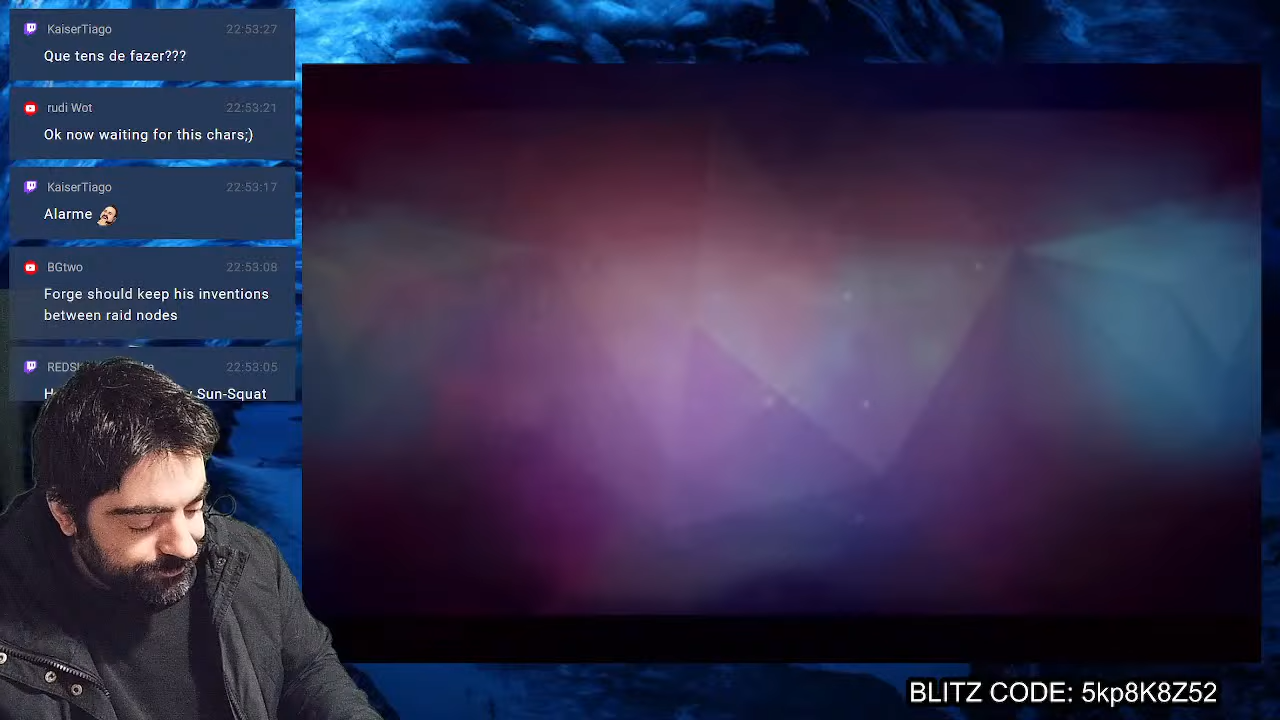 KaiserTiago 22:53:27
Que tens de fazer???
rudi Wot 22:53:21
Ok now waiting for this chars;)
KaiserTiago 22:53:17
Alarme
BGtwo 22:53:08
Forge should keep his inventions
between raid nodes
22:53:05
Sun-Squat
BLITZ CODE: 5kp8K8Z52